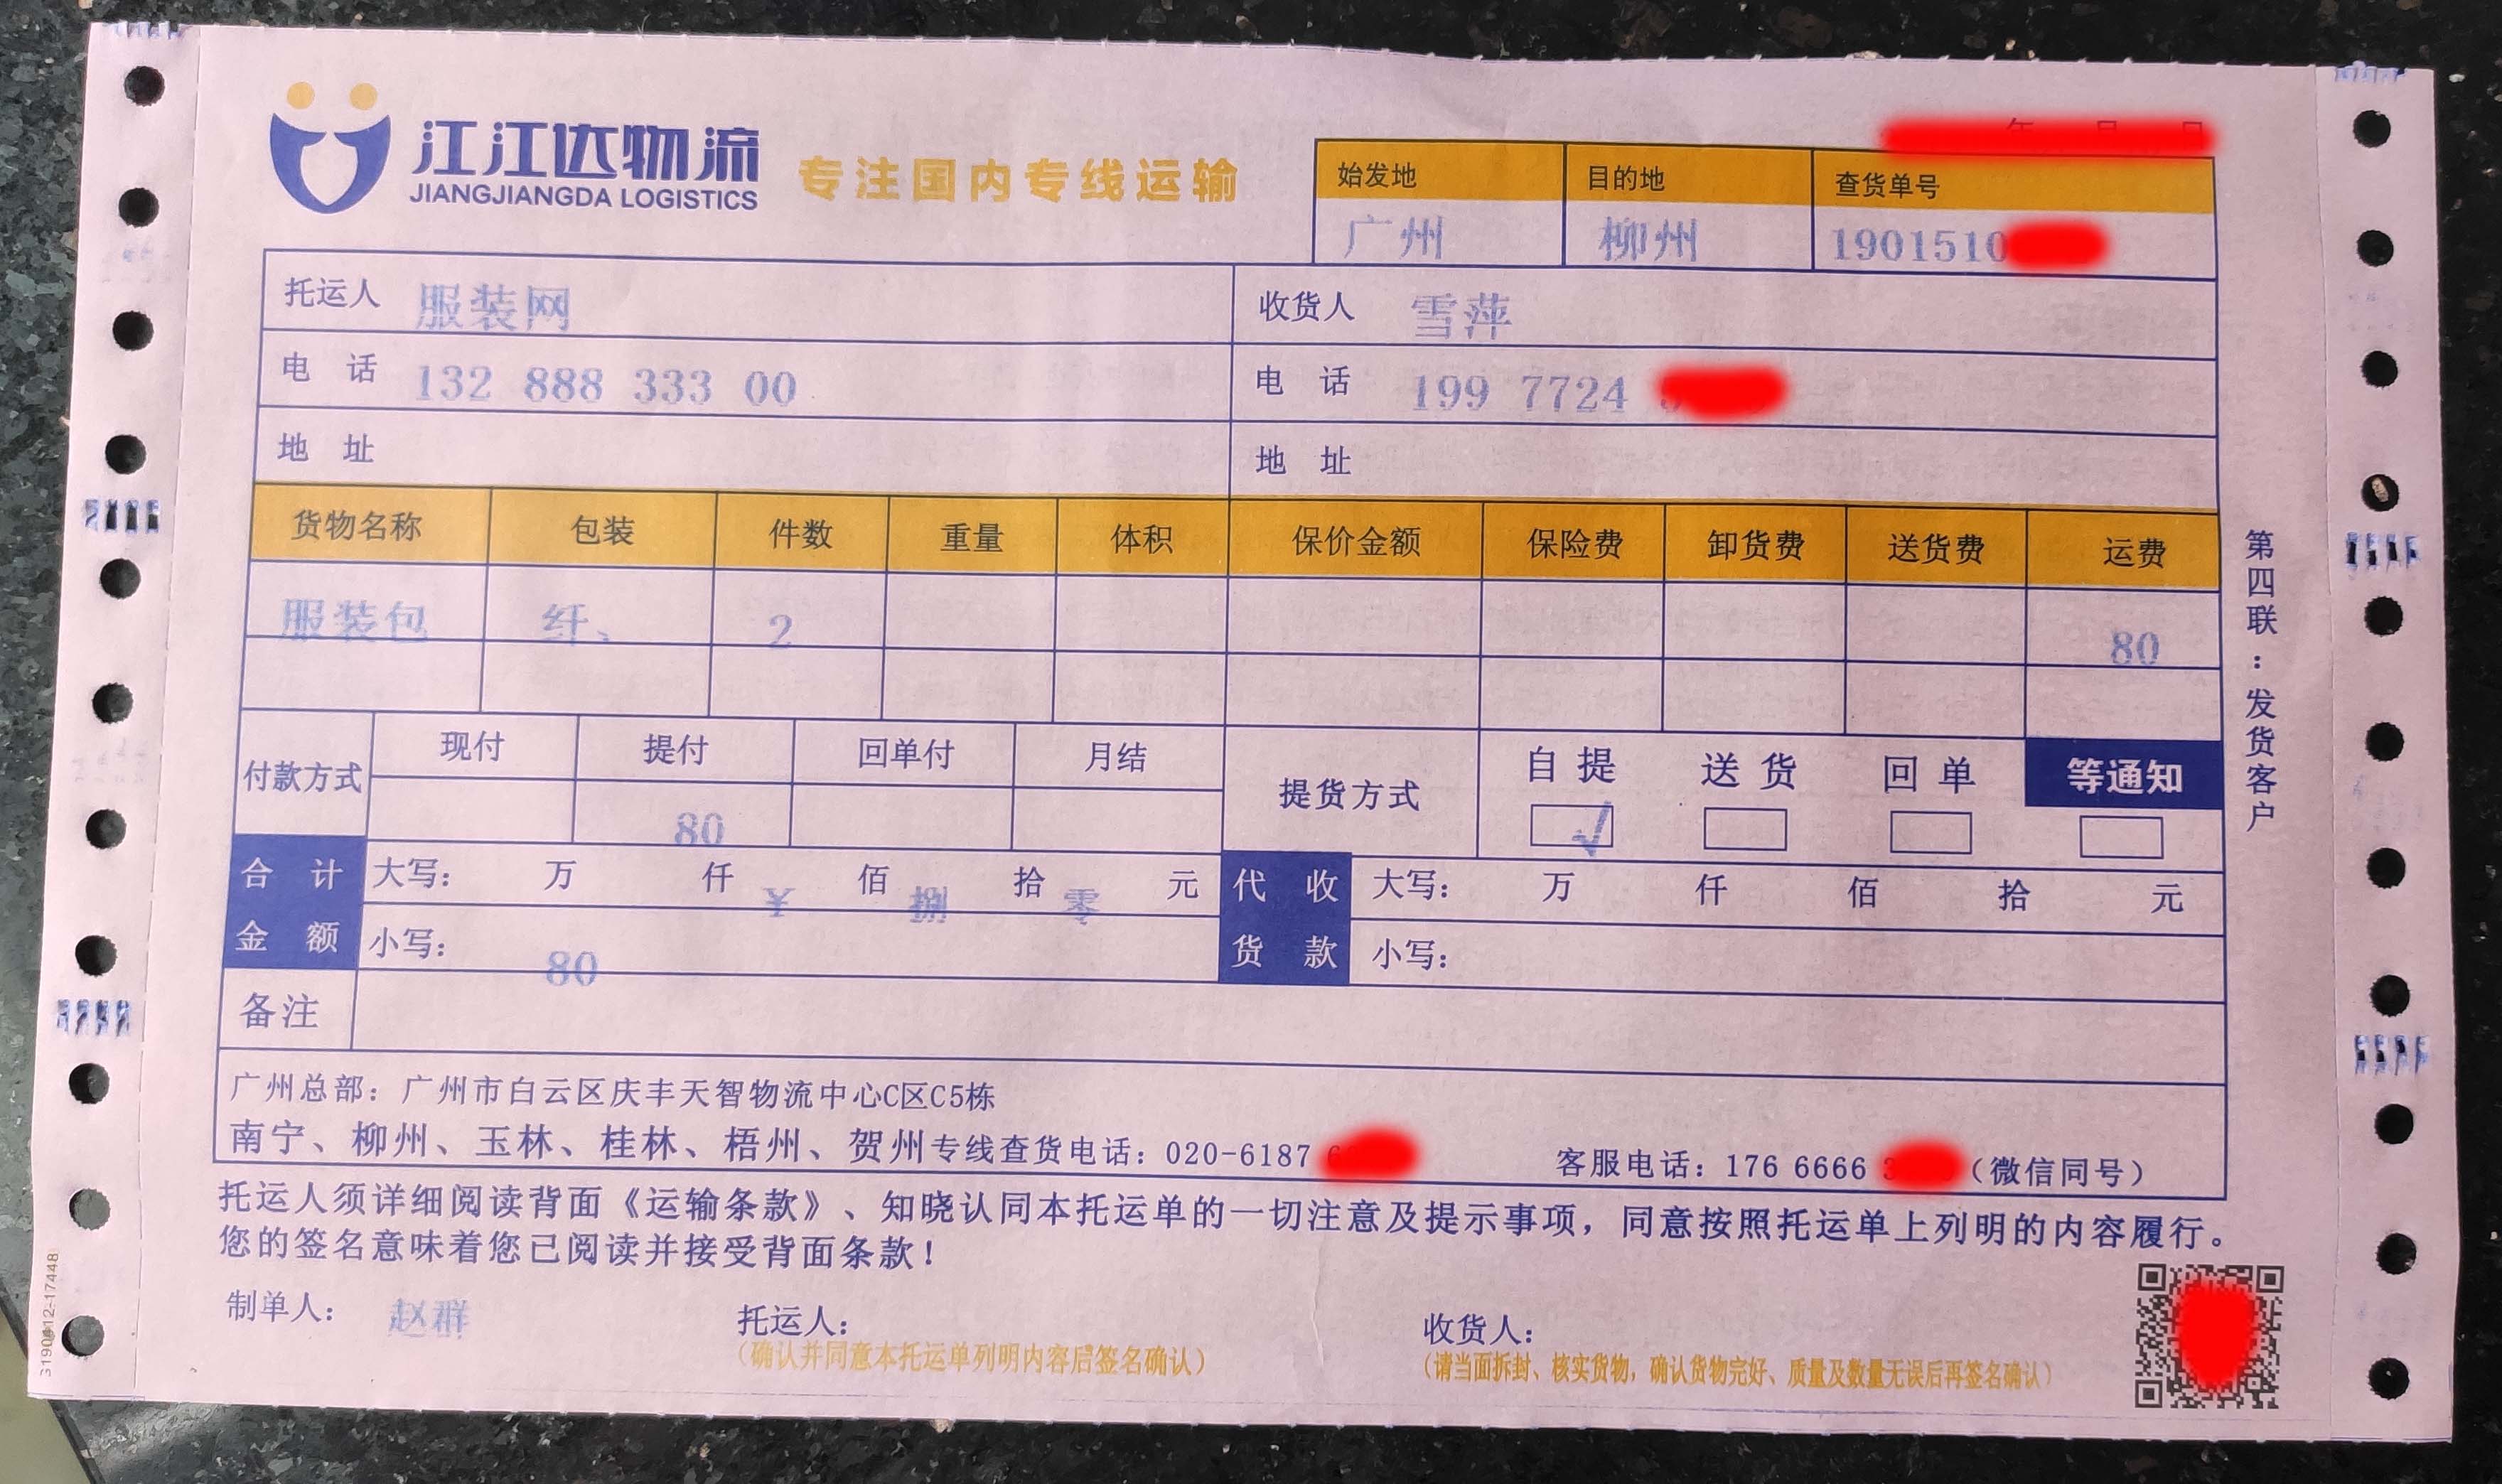 江江达物流
JIANGJIANGDA LOGISTICS
专注国内专线运输
年 月 日
始发地 目的地 查货单号
广州 柳州 1901510
托运人 服装网 收货人 雪萍
电 话 132 888 333 00 电 话 199 7724
地 址 地 址
货物名称 包装 件数 重量 体积 保价金额 保险费 卸货费 送货费 运费
服装包 纤、 2 80
付款方式 现付 提付 回单付 月结 提货方式 自提 送货 回单 等通知
80 √
合计金额 大写: 万 仟 ¥ 佰 捌 拾 零 元 代收货款 大写: 万 仟 佰 拾 元
小写: 80 小写:
备注
广州总部: 广州市白云区庆丰天智物流中心C区C5栋
南宁、柳州、玉林、桂林、梧州、贺州专线查货电话: 020-6187 客服电话: 176 6666 (微信同号)
托运人须详细阅读背面《运输条款》、知晓认同本托运单的一切注意及提示事项, 同意按照托运单上列明的内容履行。
您的签名意味着您已阅读并接受背面条款!
制单人: 赵群 托运人: 收货人:
(确认并同意本托运单列明内容后签名确认) (请当面拆封、核实货物, 确认货物完好、质量及数量无误后再签名确认)
第四联:发货客户